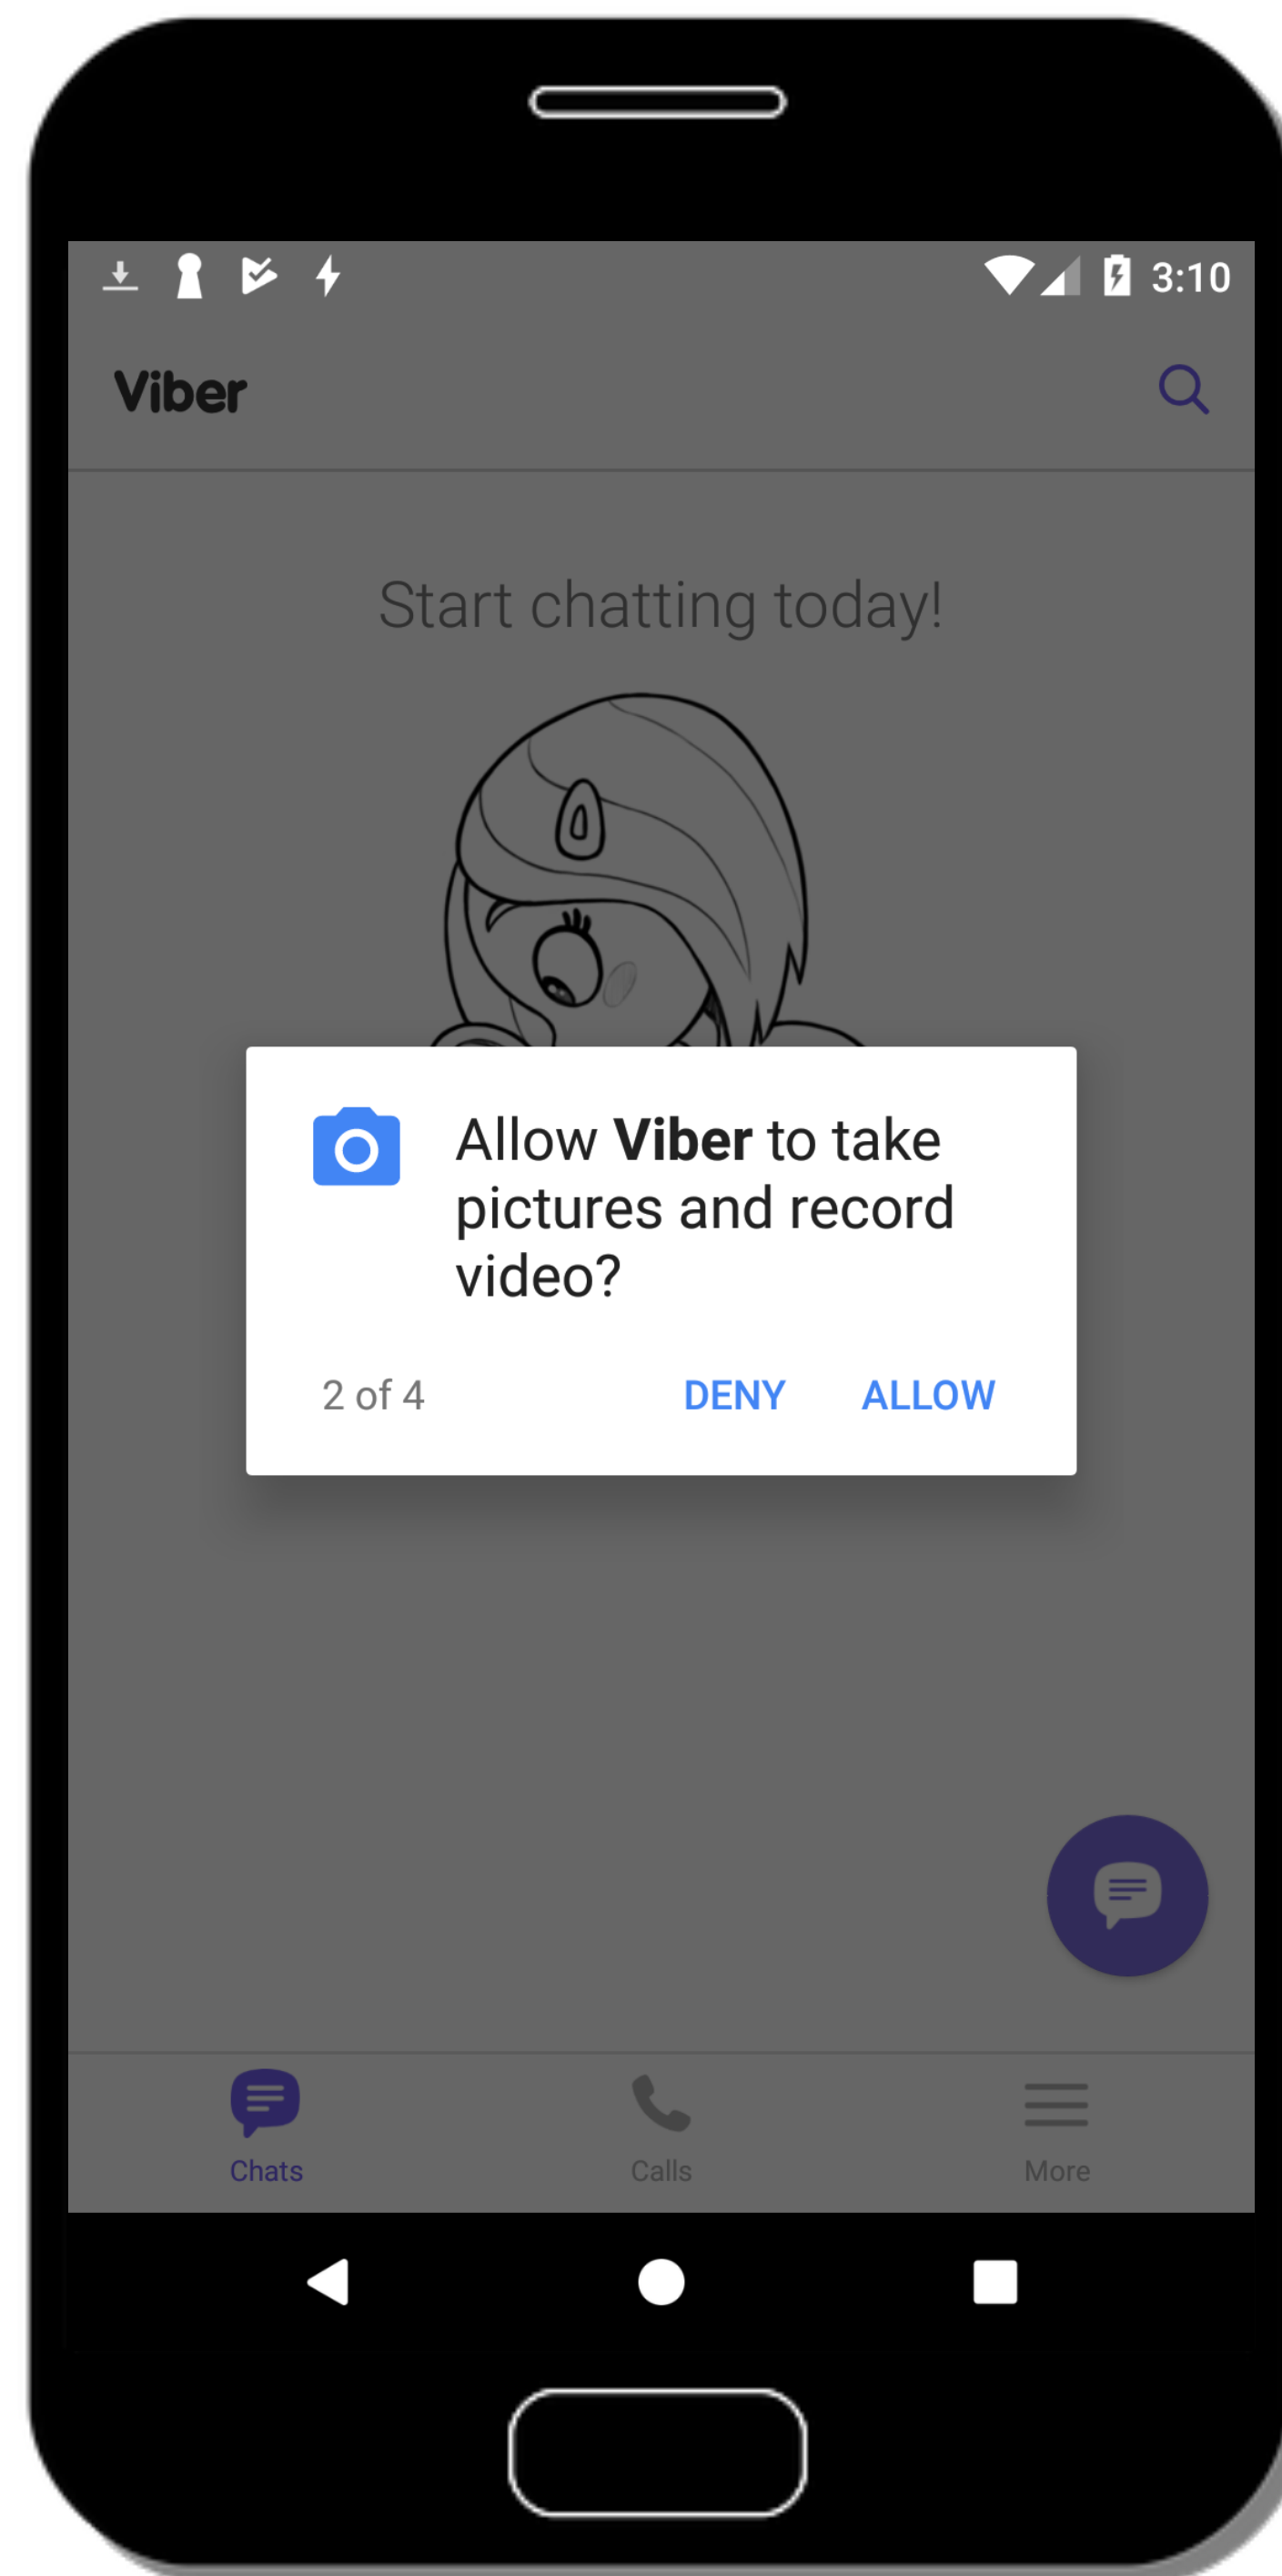 3:10
Viber
Start chatting today!
Allow Viber to take
pictures and record
video?
2 of 4 DENY ALLOW
Chats Calls More